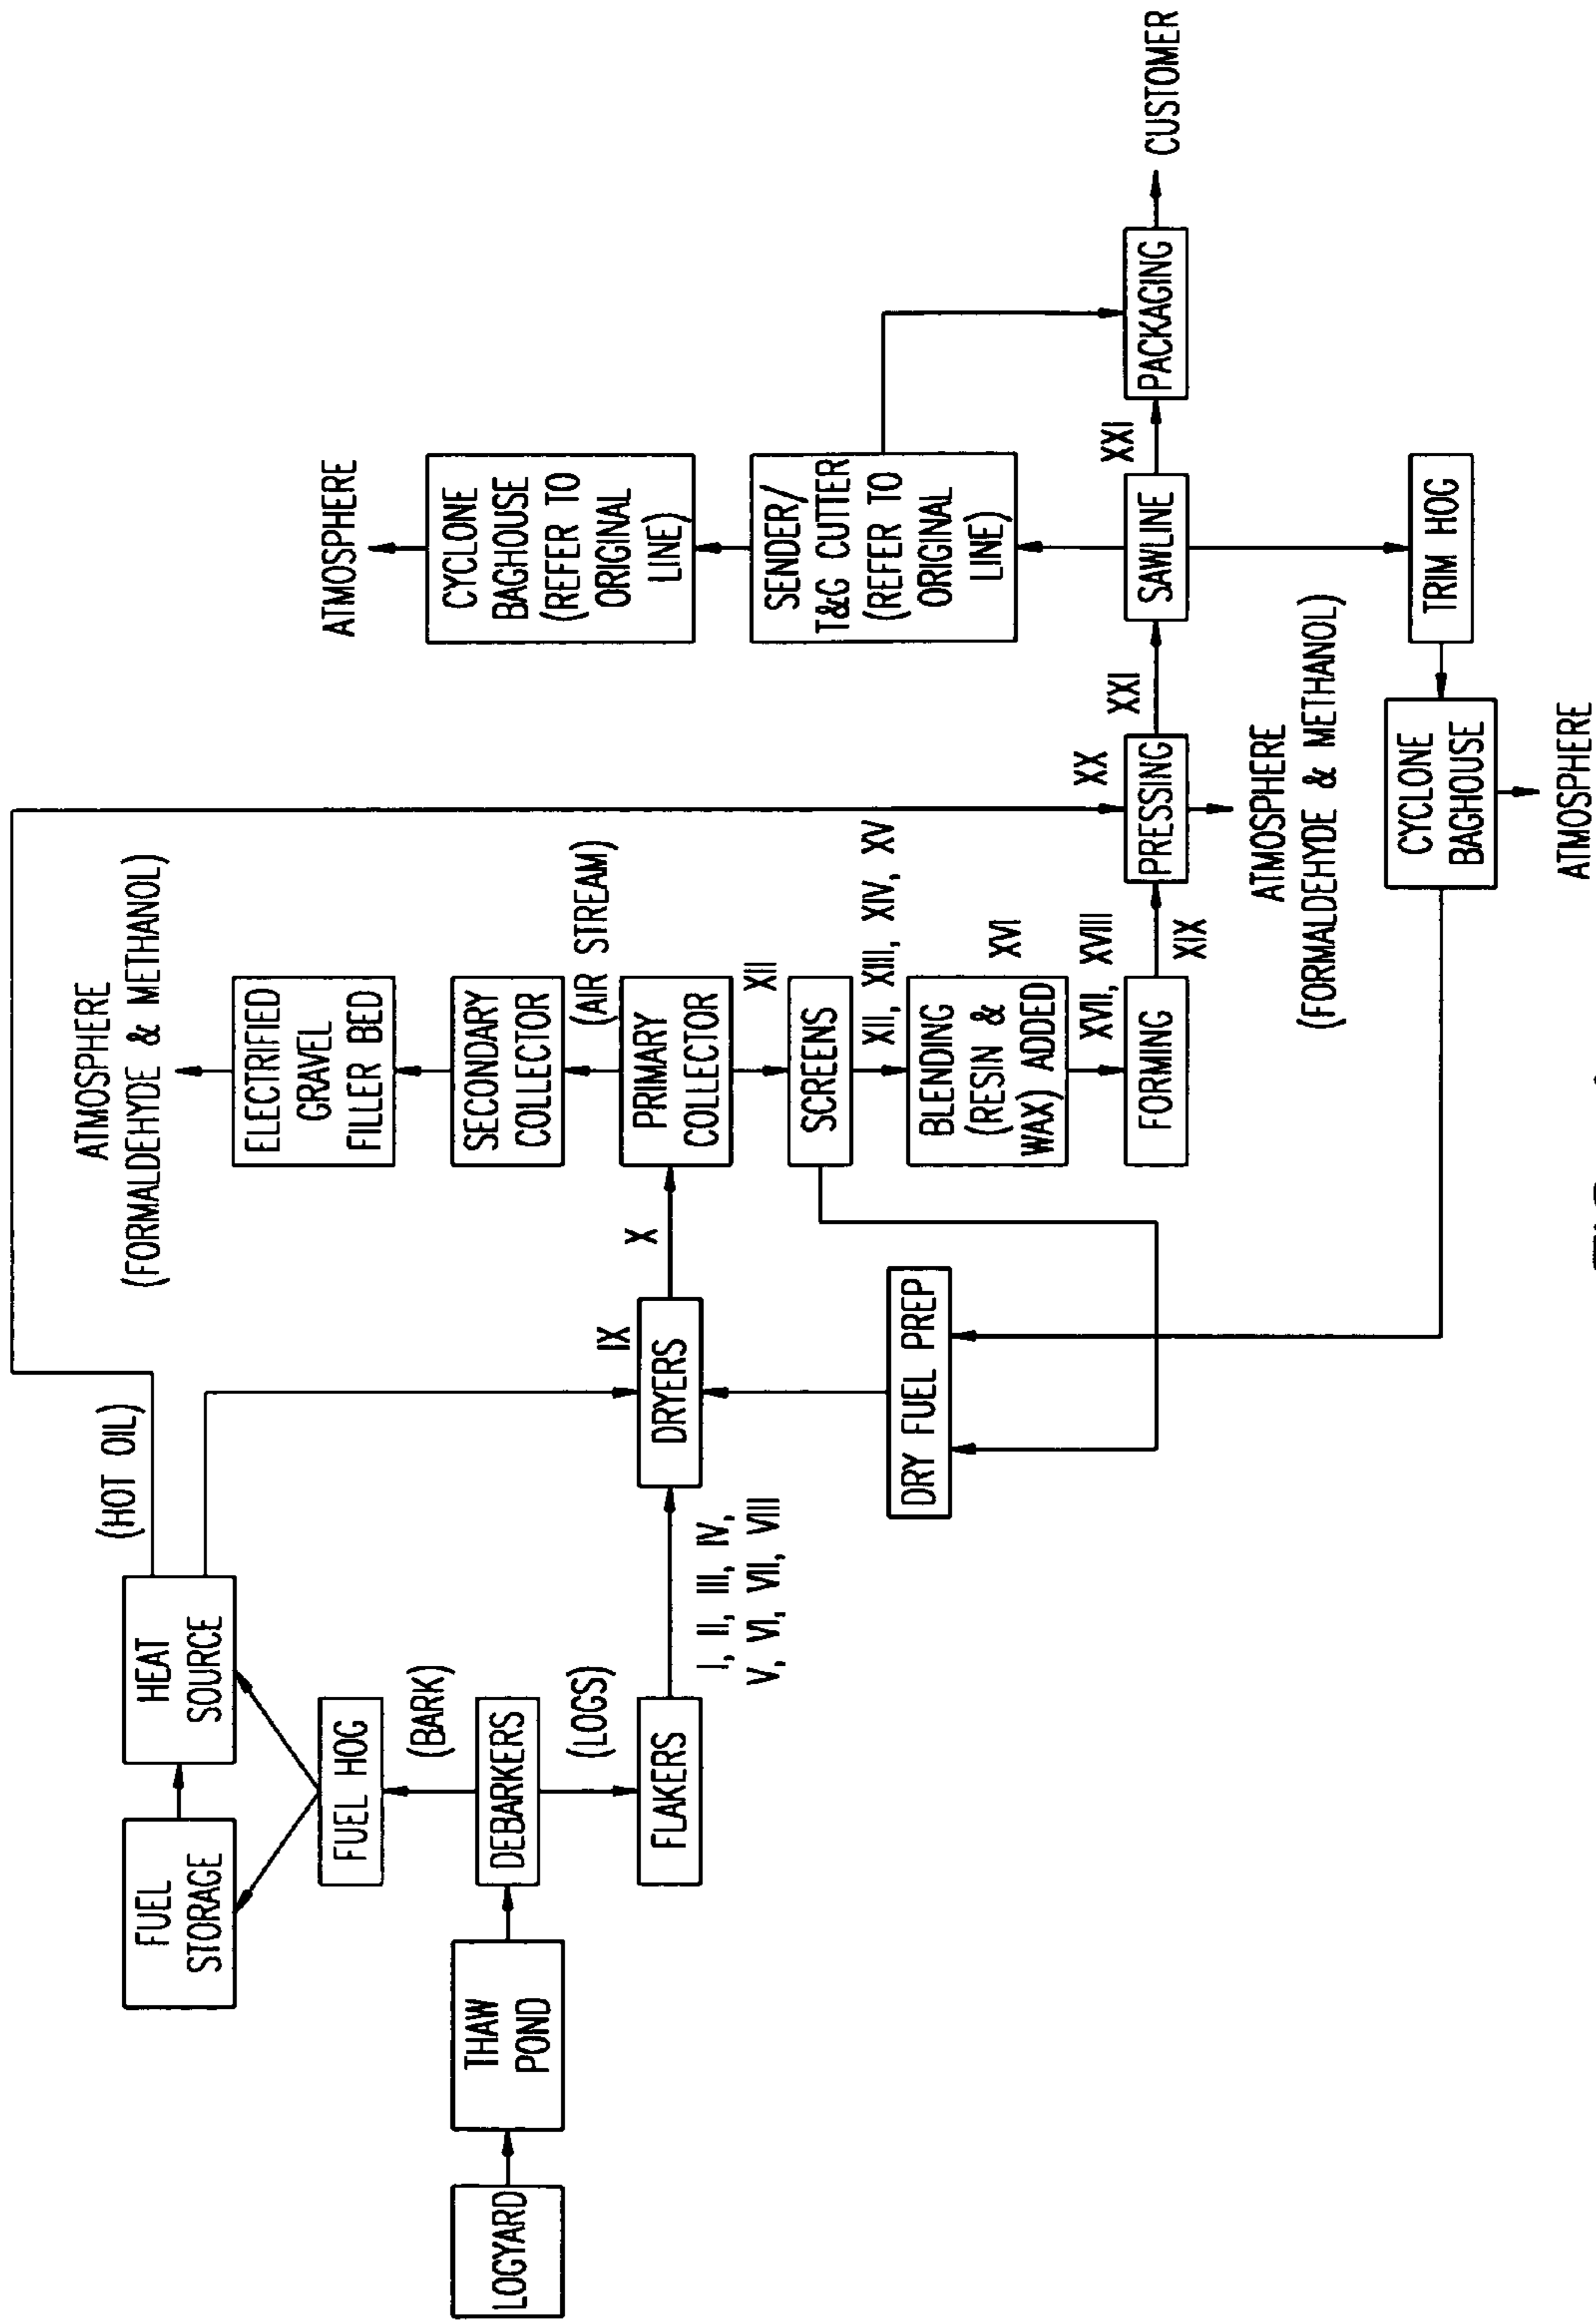 LOGYARD
THAW
POND
FUEL
STORAGE
HEAT
SOURCE
(HOT OIL)
FUEL HOG
(BARK)
DEBARKERS
(LOGS)
FLAKERS
I, II, III, IV,
V, VI, VII, VIII
IX
DRYERS
X
DRY FUEL PREP
ATMOSPHERE
(FORMALDEHYDE & METHANOL)
ELECTRIFIED
GRAVEL
FILLER BED
SECONDARY
COLLECTOR
(AIR STREAM)
PRIMARY
COLLECTOR
XII
SCREENS
XII, XIII, XIV, XV
BLENDING
(RESIN &
WAX) ADDED
XVI
XVII, XVIII
FORMING
XIX
XX
PRESSING
ATMOSPHERE
(FORMALDEHYDE & METHANOL)
XXI
ATMOSPHERE
CYCLONE
BAGHOUSE
(REFER TO
ORIGINAL
LINE)
SENDER/
T&G CUTTER
(REFER TO
ORIGINAL
LINE)
SAWLINE
XXI
PACKAGING
CUSTOMER
TRIM HOG
CYCLONE
BAGHOUSE
ATMOSPHERE